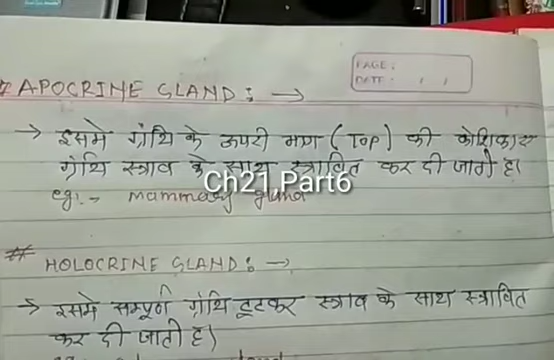 PAGE:
DATE:
# APOCRINE GLAND: →
→ इसमे ग्रंथि के ऊपरी भाग (TOP) की कोशिकाए
ग्रंथि स्त्राव के साथ स्त्रावित कर दी जाती है।
Ch21,Part6
eg:→ mammary gland
# HOLOCRINE GLAND: →
→ इसमे सम्पूर्ण ग्रंथि टूटकर स्त्राव के साथ स्त्रावित
कर दी जाती है)